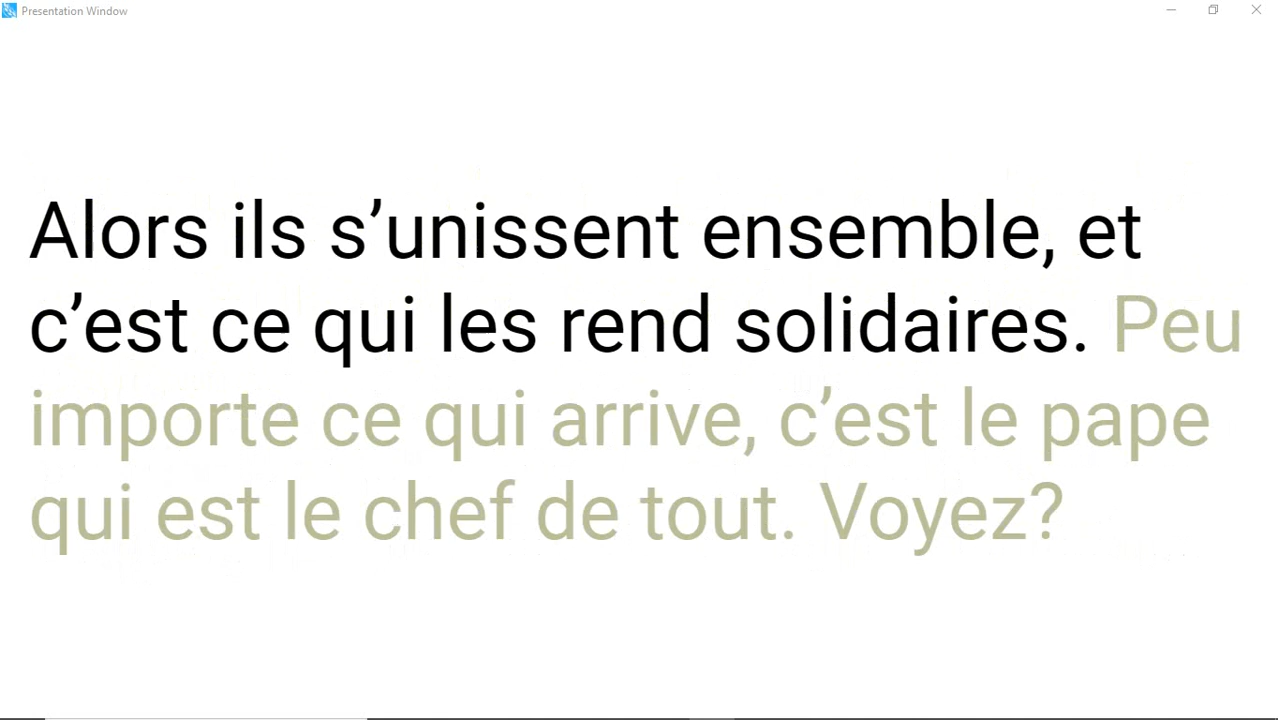 Presentation Window
Alors ils s’unissent ensemble, et
c’est ce qui les rend solidaires. Peu
importe ce qui arrive, c’est le pape
qui est le chef de tout. Voyez?